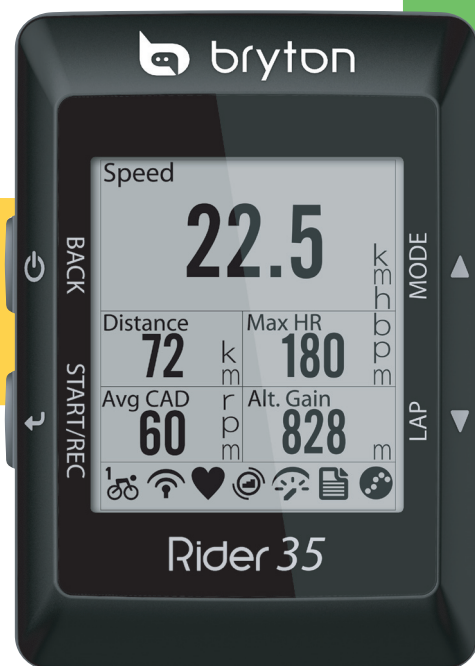 bryton
Speed
22.5 kmh
Distance
72 km
Max HR
180 bpm
Avg CAD
60 rpm
Alt. Gain
828 m
1
BACK
START/REC
MODE
LAP
Rider 35